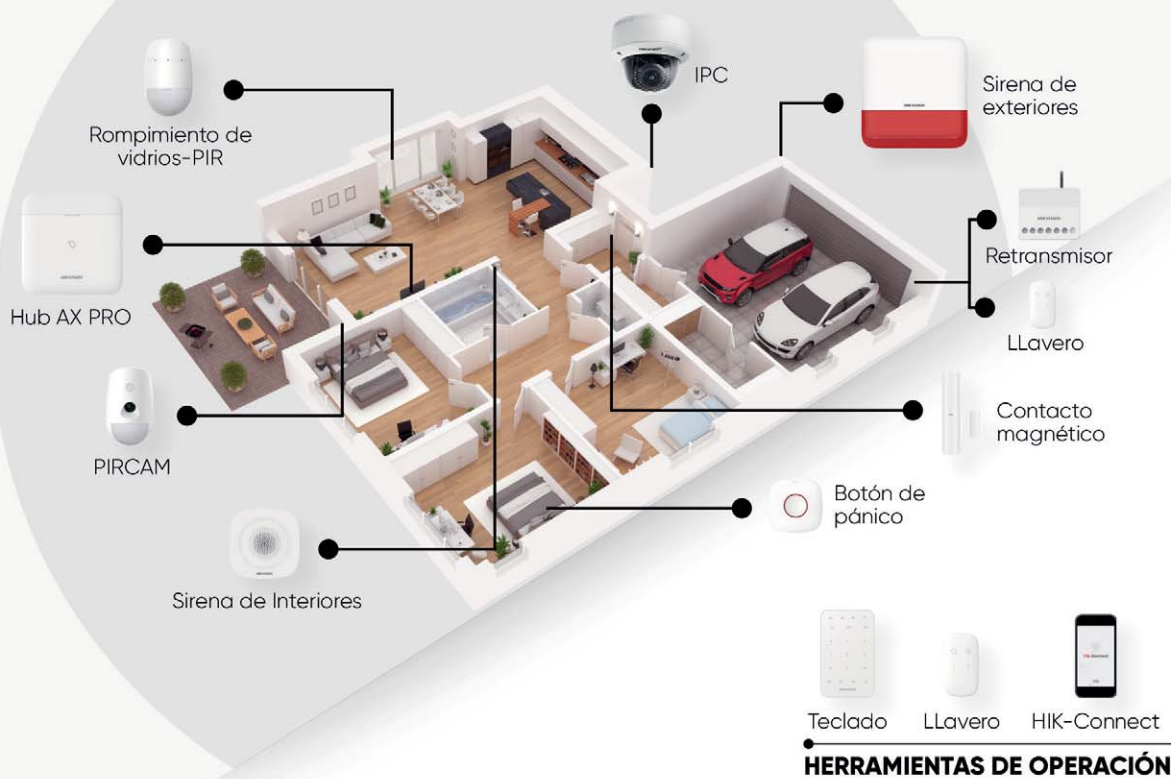 IPC
Sirena de
exteriores
Rompimiento de
vidrios-PIR
Retransmisor
Hub AX PRO
LLavero
Contacto
magnético
PIRCAM
Botón de
pánico
Sirena de Interiores
Teclado
LLavero
HIK-Connect
HERRAMIENTAS DE OPERACIÓN